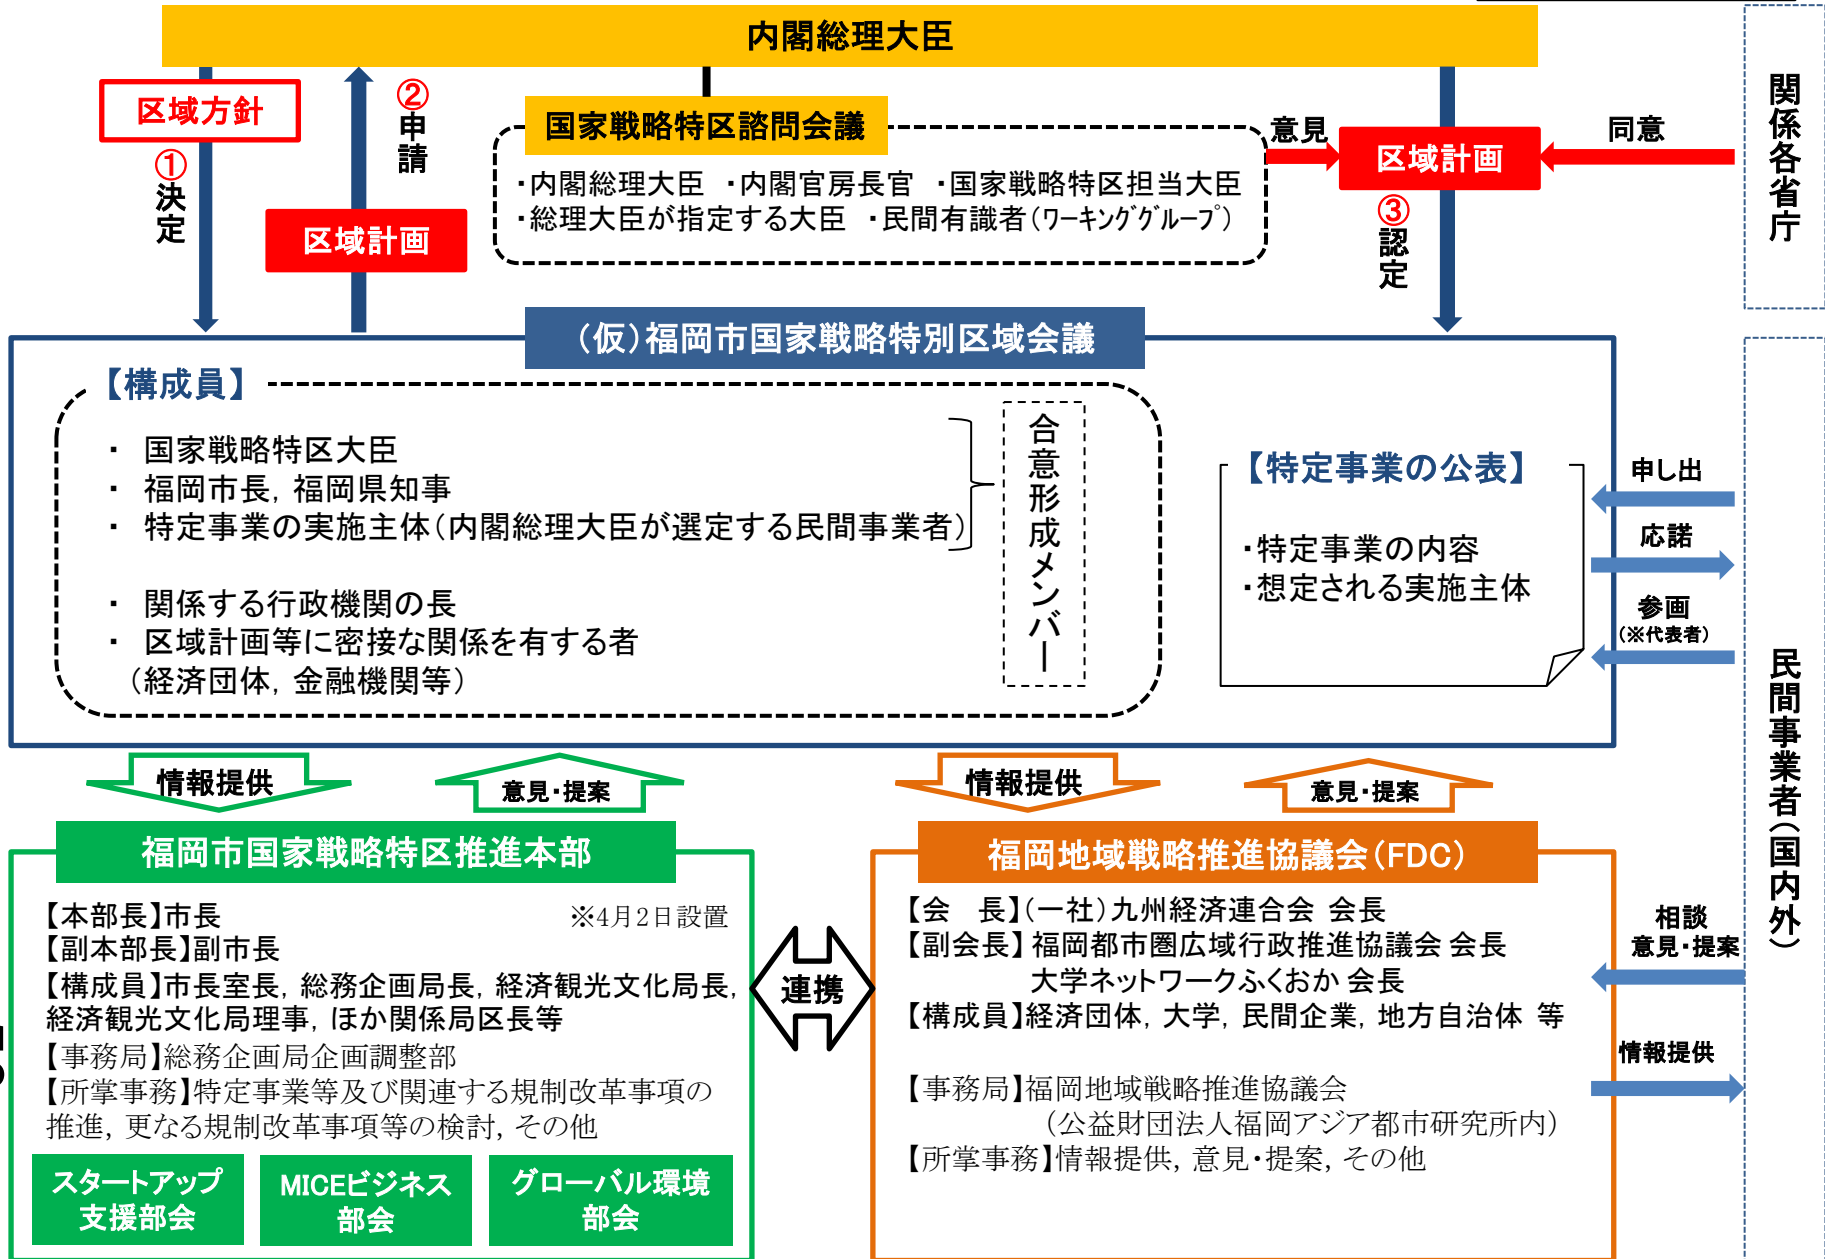 内閣総理大臣
区域方針
①
決定
②
申請
区域計画
国家戦略特区諮問会議
・内閣総理大臣 ・内閣官房長官 ・国家戦略特区担当大臣
・総理大臣が指定する大臣 ・民間有識者(ワーキンググループ)
意見
区域計画
同意
③
認定
関係各省庁
(仮)福岡市国家戦略特別区域会議
【構成員】
・ 国家戦略特区大臣
・ 福岡市長, 福岡県知事
・ 特定事業の実施主体(内閣総理大臣が選定する民間事業者)
・ 関係する行政機関の長
・ 区域計画等に密接な関係を有する者
(経済団体, 金融機関等)
合意形成メンバー
【特定事業の公表】
・特定事業の内容
・想定される実施主体
申し出
応諾
参画
(※代表者)
民間事業者(国内外)
情報提供
意見・提案
情報提供
意見・提案
福岡市国家戦略特区推進本部
【本部長】市長 ※4月2日設置
【副本部長】副市長
【構成員】市長室長, 総務企画局長, 経済観光文化局長,
経済観光文化局理事, ほか関係局区長等
【事務局】総務企画局企画調整部
【所掌事務】特定事業等及び関連する規制改革事項の
推進, 更なる規制改革事項等の検討, その他
スタートアップ
支援部会
MICEビジネス
部会
グローバル環境
部会
連携
福岡地域戦略推進協議会(FDC)
【会 長】(一社)九州経済連合会 会長
【副会長】福岡都市圏広域行政推進協議会 会長
大学ネットワークふくおか 会長
【構成員】経済団体, 大学, 民間企業, 地方自治体 等
【事務局】福岡地域戦略推進協議会
(公益財団法人福岡アジア都市研究所内)
【所掌事務】情報提供, 意見・提案, その他
相談
意見・提案
情報提供